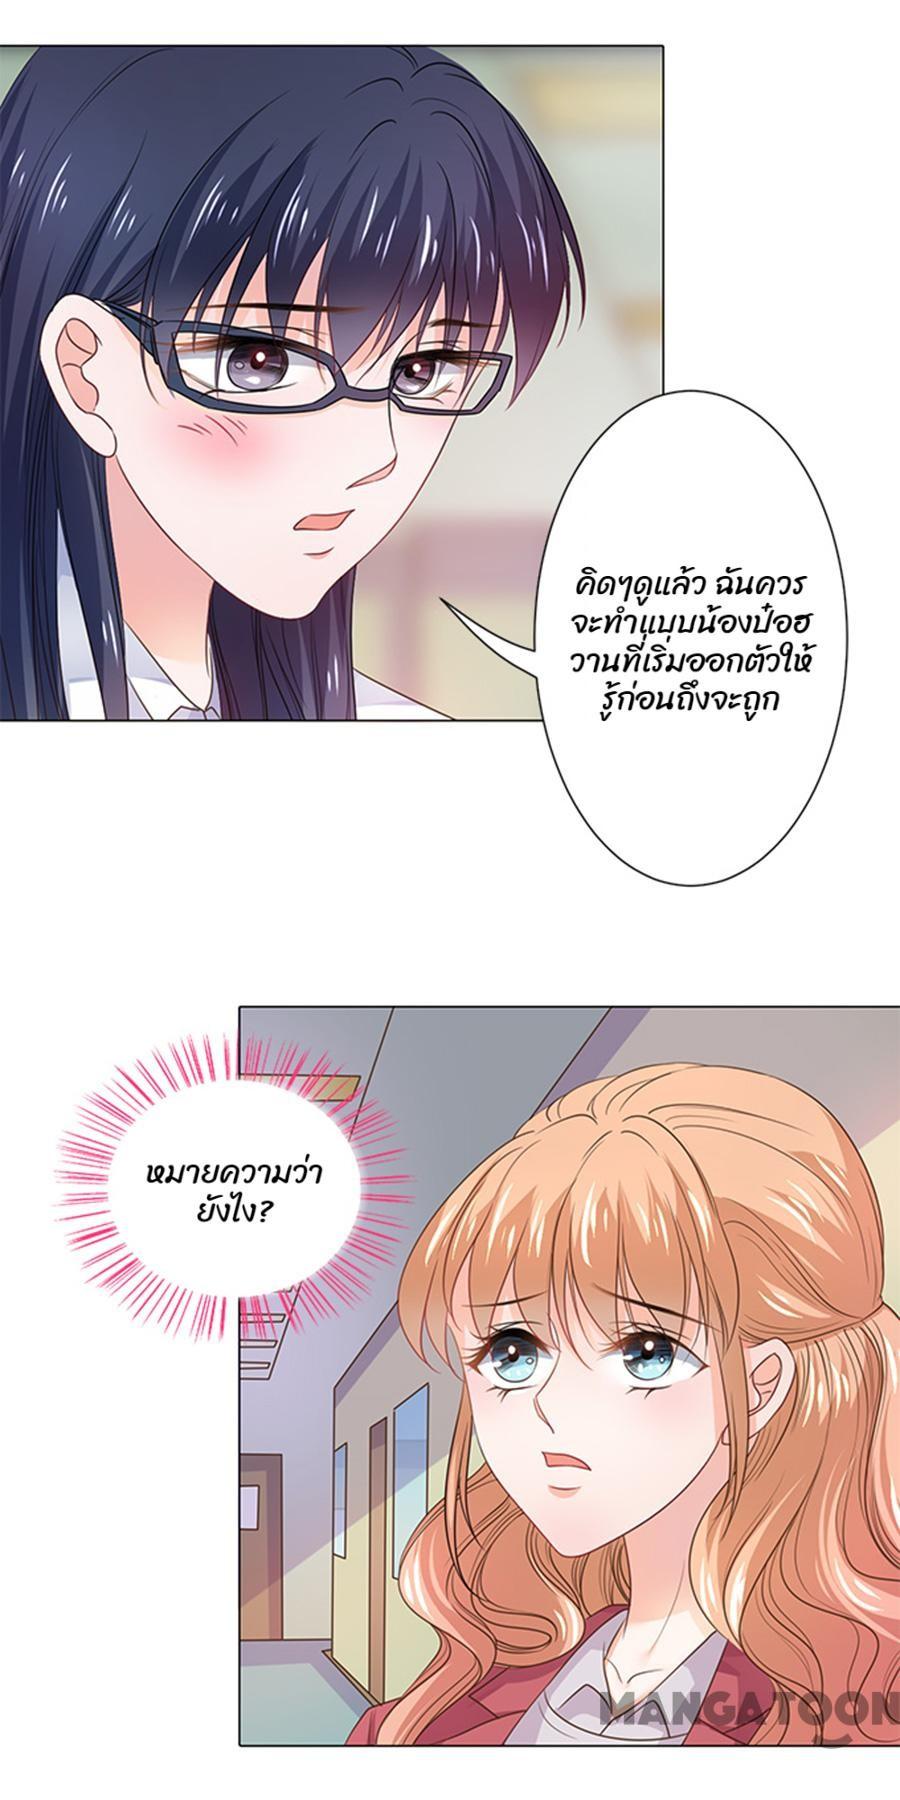 คิดๆดูแล้ว ฉันควร
จะทำแบบน้องป๋อฮ
วานที่เริ่มออกตัวให้
รู้ก่อนถึงจะถูก
หมายความว่า
ยังไง?
MANGATOON